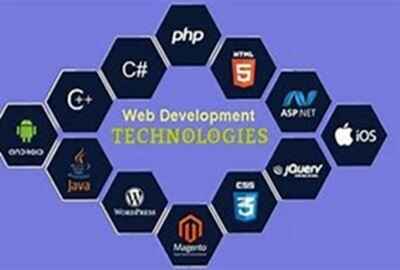 php
C#
HTML
5
C++
ASP.NET
Web Development
TECHNOLOGIES
ANDROID
iOS
Java
jQuery
WORDPRESS
CSS
3
Magento